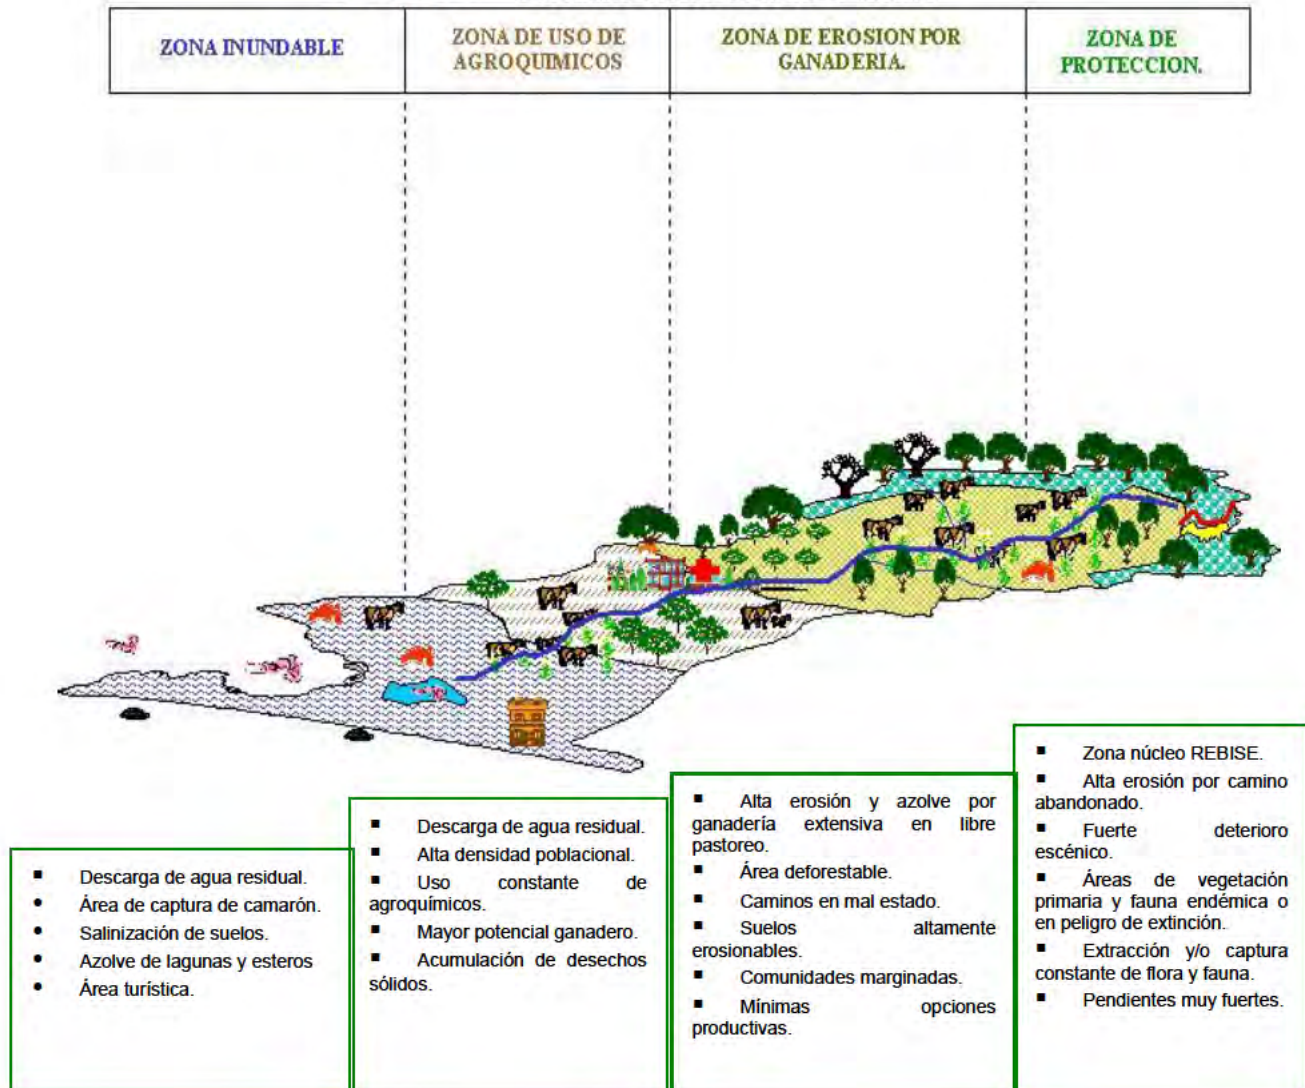 ZONA INUNDABLE
ZONA DE USO DE
AGROQUIMICOS
ZONA DE EROSION POR
GANADERIA.
ZONA DE
PROTECCION.
▪ Descarga de agua residual.
• Área de captura de camarón.
• Salinización de suelos.
• Azolve de lagunas y esteros
• Área turística.
▪ Descarga de agua residual.
▪ Alta densidad poblacional.
▪ Uso constante de
agroquímicos.
▪ Mayor potencial ganadero.
▪ Acumulación de desechos
sólidos.
▪ Alta erosión y azolve por
ganadería extensiva en libre
pastoreo.
▪ Área deforestable.
▪ Caminos en mal estado.
▪ Suelos altamente
erosionables.
▪ Comunidades marginadas.
▪ Mínimas opciones
productivas.
▪ Zona núcleo REBISE.
▪ Alta erosión por camino
abandonado.
▪ Fuerte deterioro
escénico.
▪ Áreas de vegetación
primaria y fauna endémica o
en peligro de extinción.
▪ Extracción y/o captura
constante de flora y fauna.
▪ Pendientes muy fuertes.